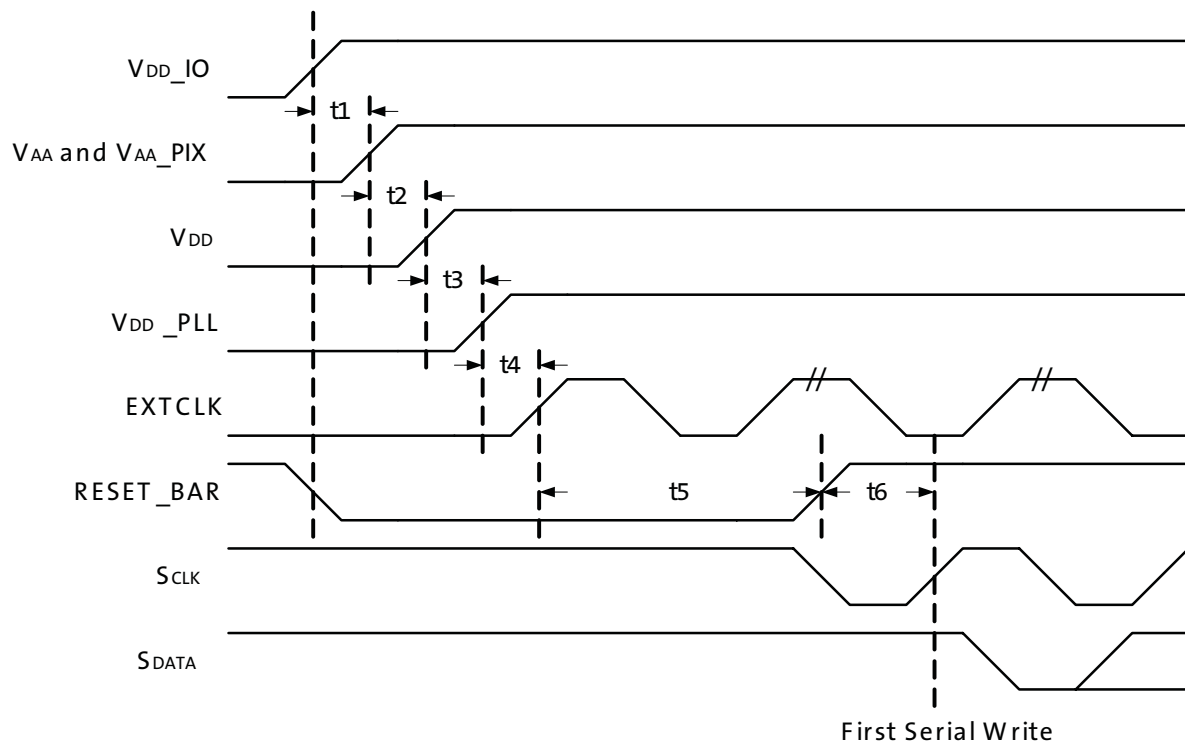 VDD_IO
t1
VAA and VAA_PIX
t2
VDD
t3
VDD _PLL
t4
EXTCLK
RESET_BAR
t5
t6
SCLK
SDATA
First Serial Write